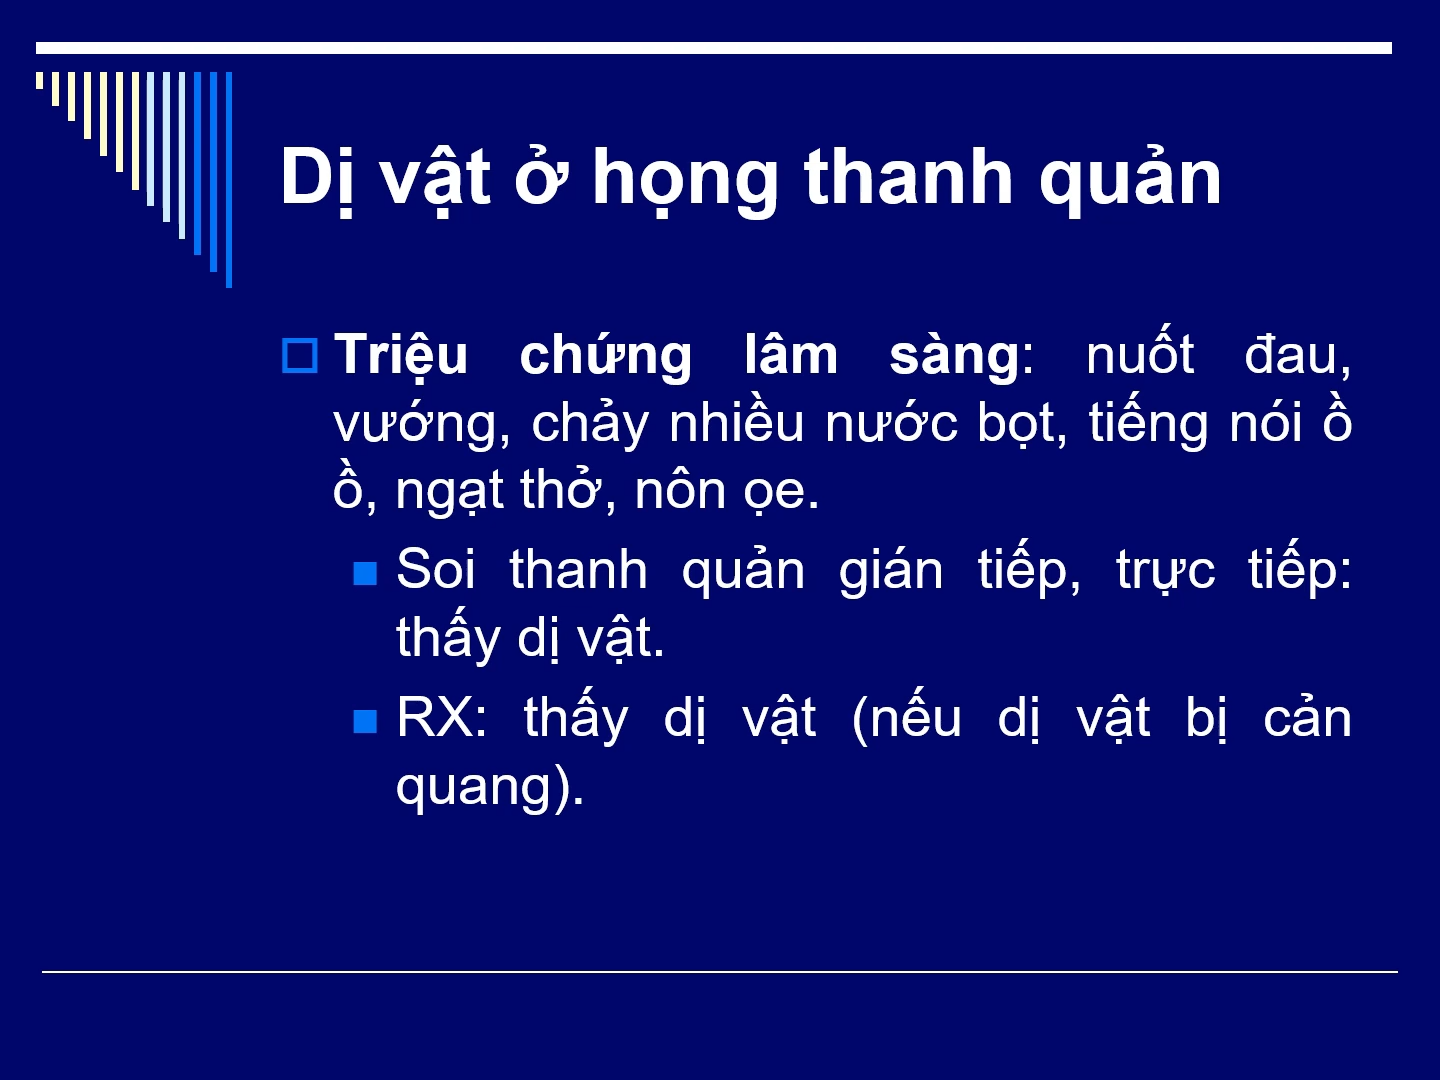 Dị vật ở họng thanh quản
Triệu chứng lâm sàng: nuốt đau,
vướng, chảy nhiều nước bọt, tiếng nói ồ
ồ, ngạt thở, nôn ọe.
Soi thanh quản gián tiếp, trực tiếp:
thấy dị vật.
RX: thấy dị vật (nếu dị vật bị cản
quang).